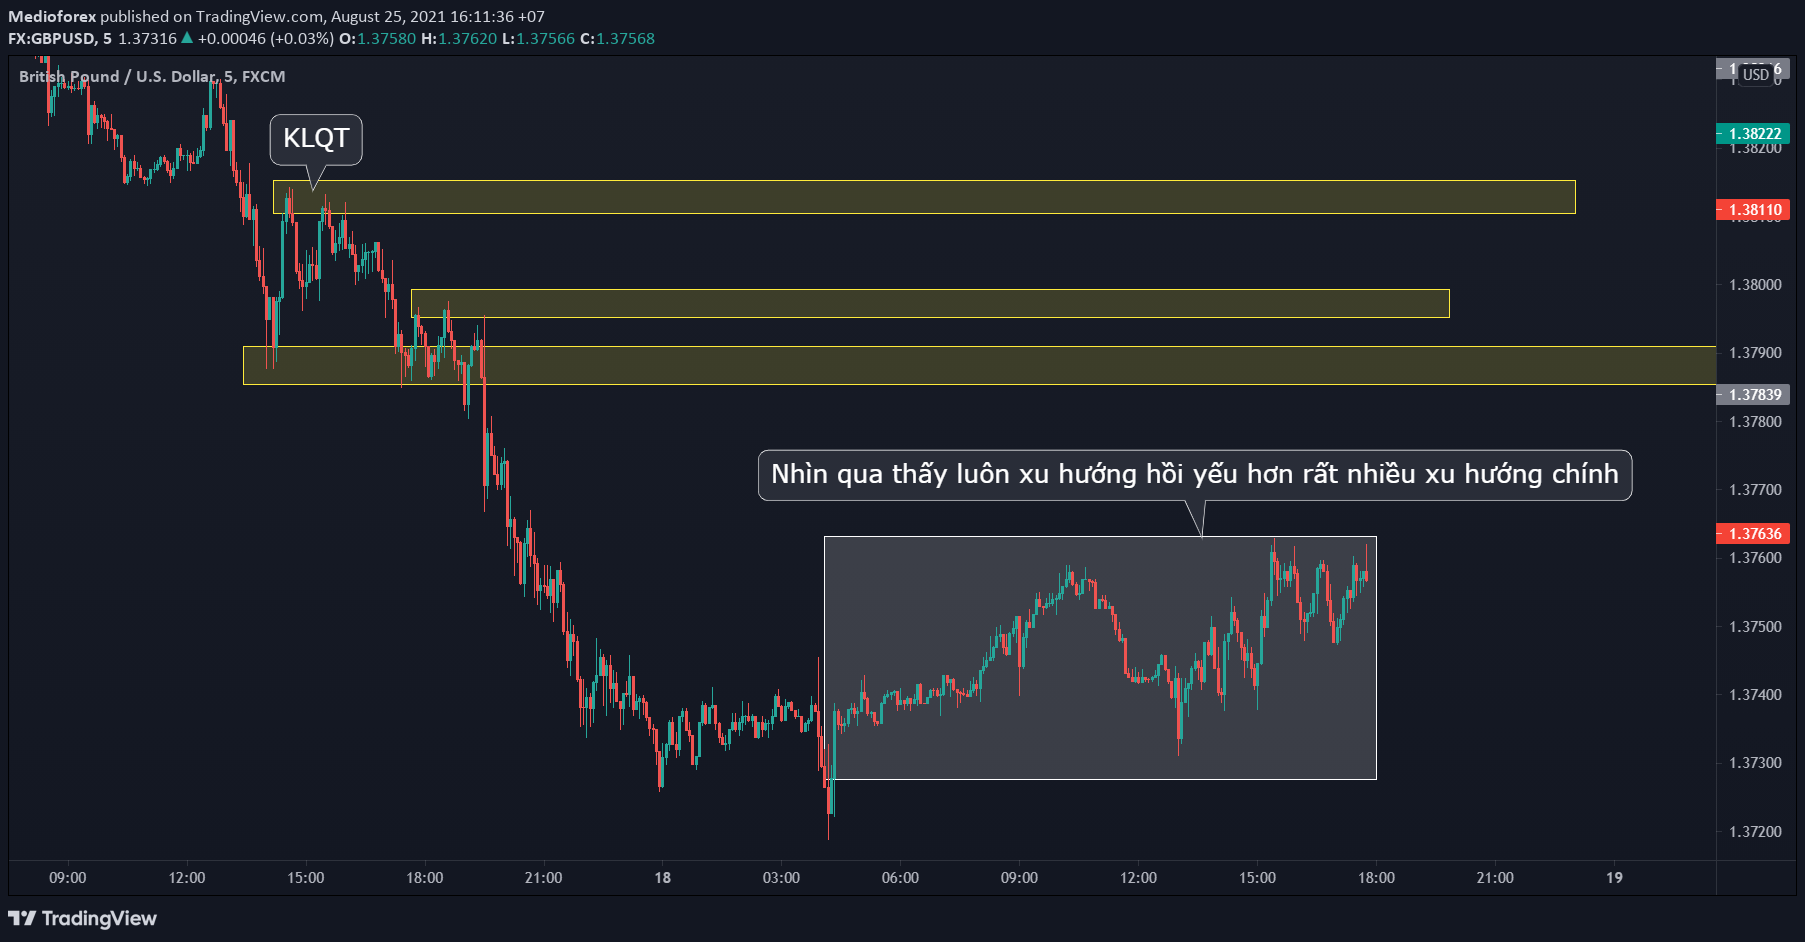 Medioforex published on TradingView.com, August 25, 2021 16:11:36 +07
FX:GBPUSD, 5 1.37316 ▲ +0.00046 (+0.03%) O:1.37580 H:1.37620 L:1.37566 C:1.37568
British Pound / U.S. Dollar, 5, FXCM
USD
KLQT
1.38222
1.38200
1.38110
1.38000
1.37900
1.37839
1.37800
Nhìn qua thấy luôn xu hướng hồi yếu hơn rất nhiều xu hướng chính
1.37700
1.37636
1.37600
1.37500
1.37400
1.37300
1.37200
09:00 12:00 15:00 18:00 21:00 18 03:00 06:00 09:00 12:00 15:00 18:00 21:00 19
TradingView